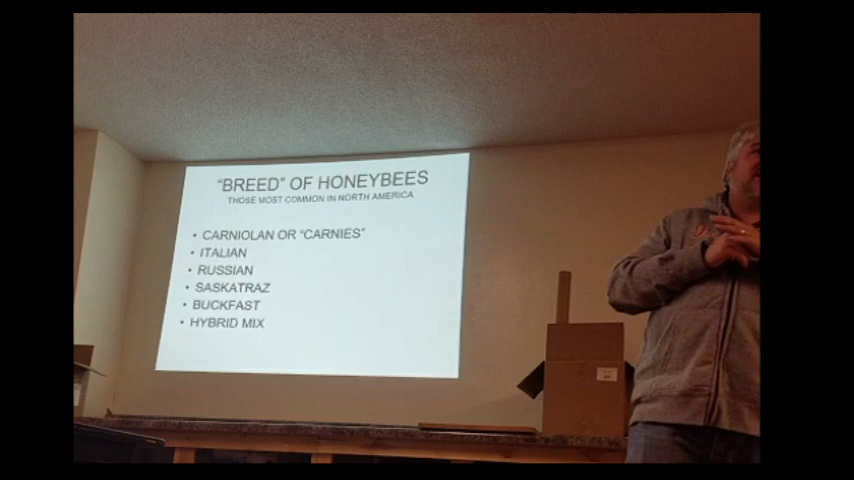 "BREED" OF HONEYBEES
THOSE MOST COMMON IN NORTH AMERICA
• CARNIOLAN OR "CARNIES"
• ITALIAN
• RUSSIAN
• SASKATRAZ
• BUCKFAST
• HYBRID MIX